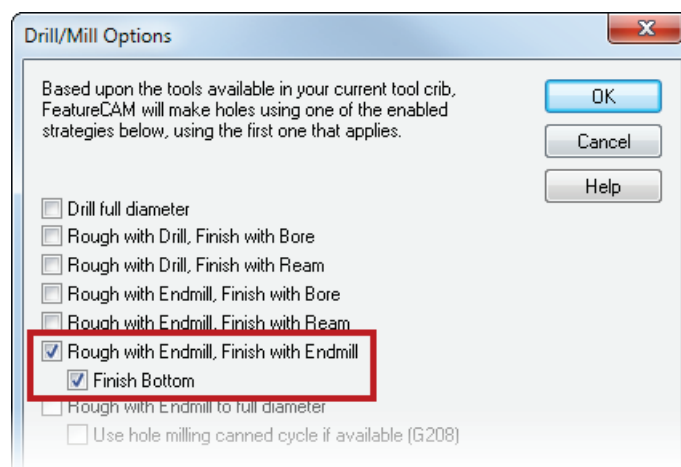 Drill/Mill Options
Based upon the tools available in your current tool crib,
FeatureCAM will make holes using one of the enabled
strategies below, using the first one that applies.
OK
Cancel
Help
Drill full diameter
Rough with Drill, Finish with Bore
Rough with Drill, Finish with Ream
Rough with Endmill, Finish with Bore
Rough with Endmill, Finish with Ream
Rough with Endmill, Finish with Endmill
Finish Bottom
Rough with Endmill to full diameter
Use hole milling canned cycle if available (G208)